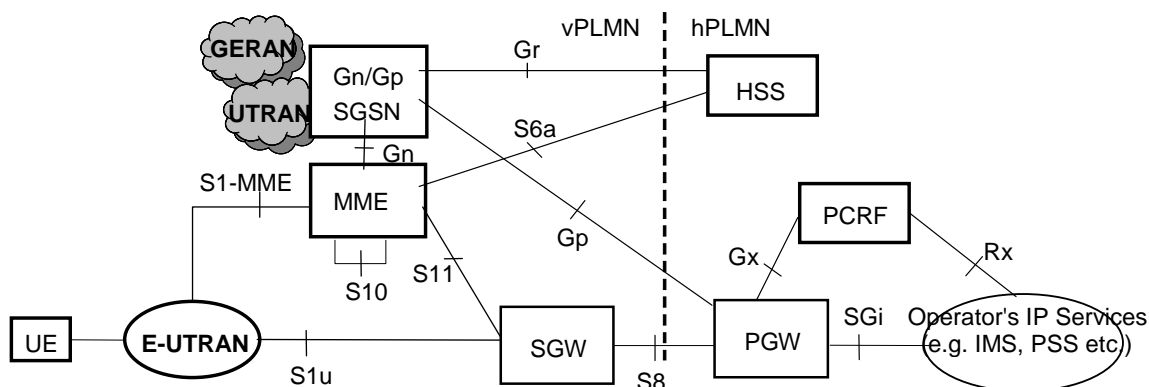 vPLMN
hPLMN
GERAN
Gr
Gn/Gp
SGSN
HSS
UTRAN
S6a
Gn
S1-MME
MME
PCRF
Gp
Gx
Rx
S11
S10
SGi
Operator's IP Services
(e.g. IMS, PSS etc.)
UE
E-UTRAN
SGW
PGW
S1u
S8